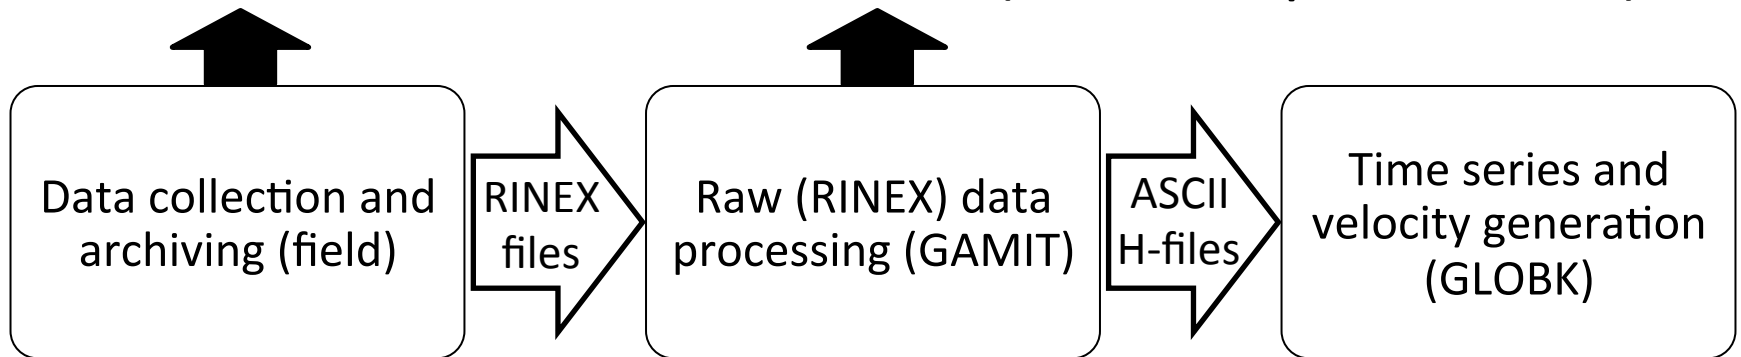 Data collection and
archiving (field)
RINEX
files
Raw (RINEX) data
processing (GAMIT)
ASCII
H-files
Time series and
velocity generation
(GLOBK)